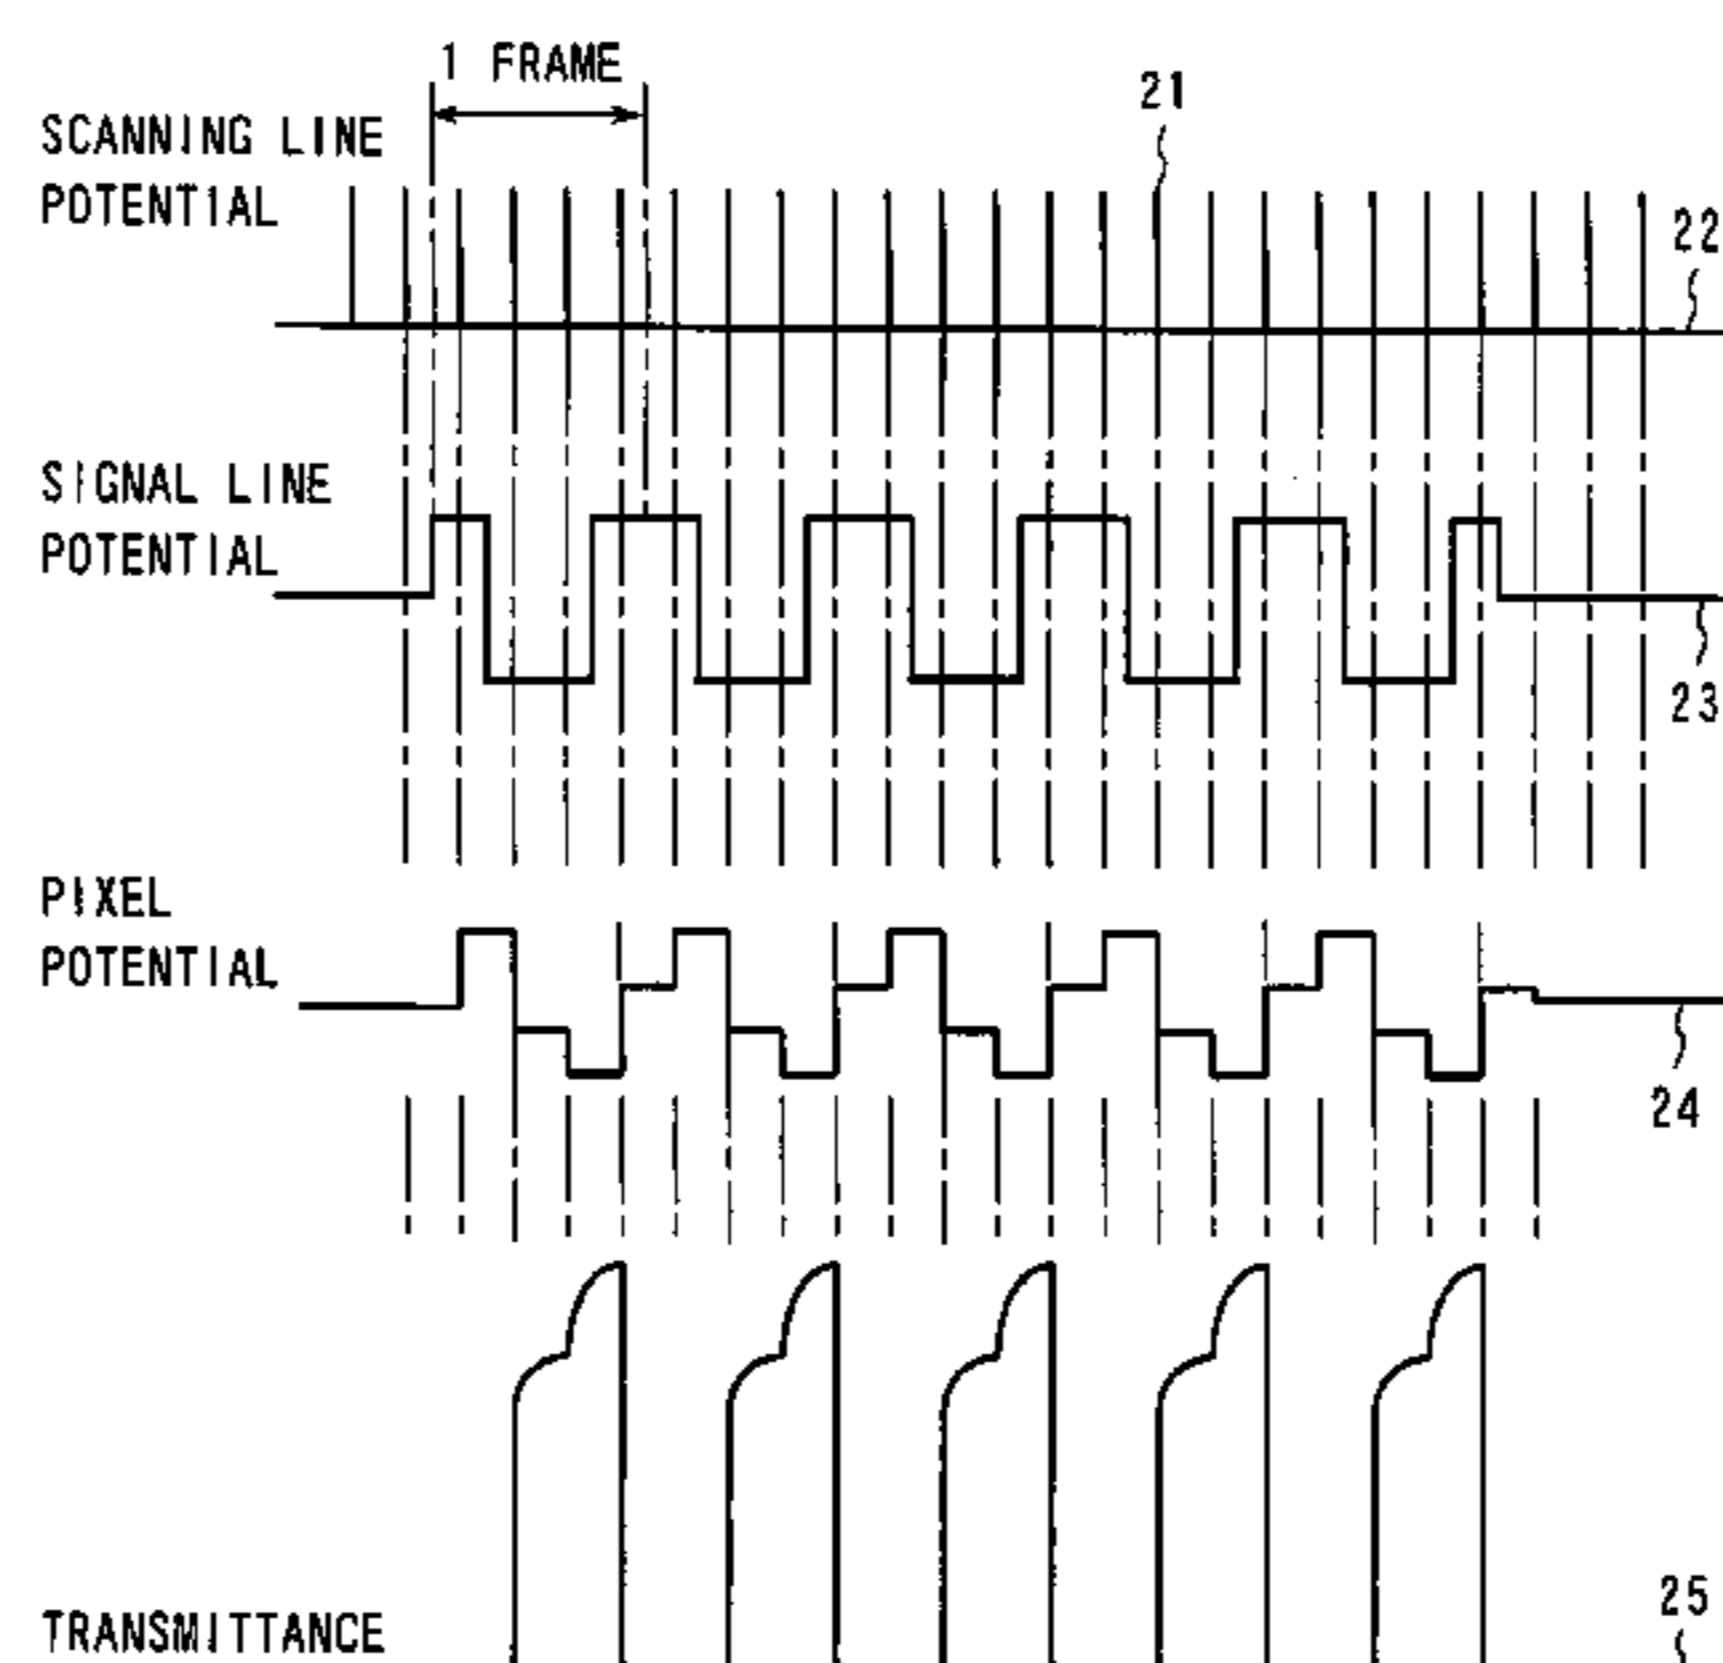 1 FRAME
21
SCANNING LINE
POTENTIAL
22
SIGNAL LINE
POTENTIAL
23
PIXEL
POTENTIAL
24
25
TRANSMITTANCE